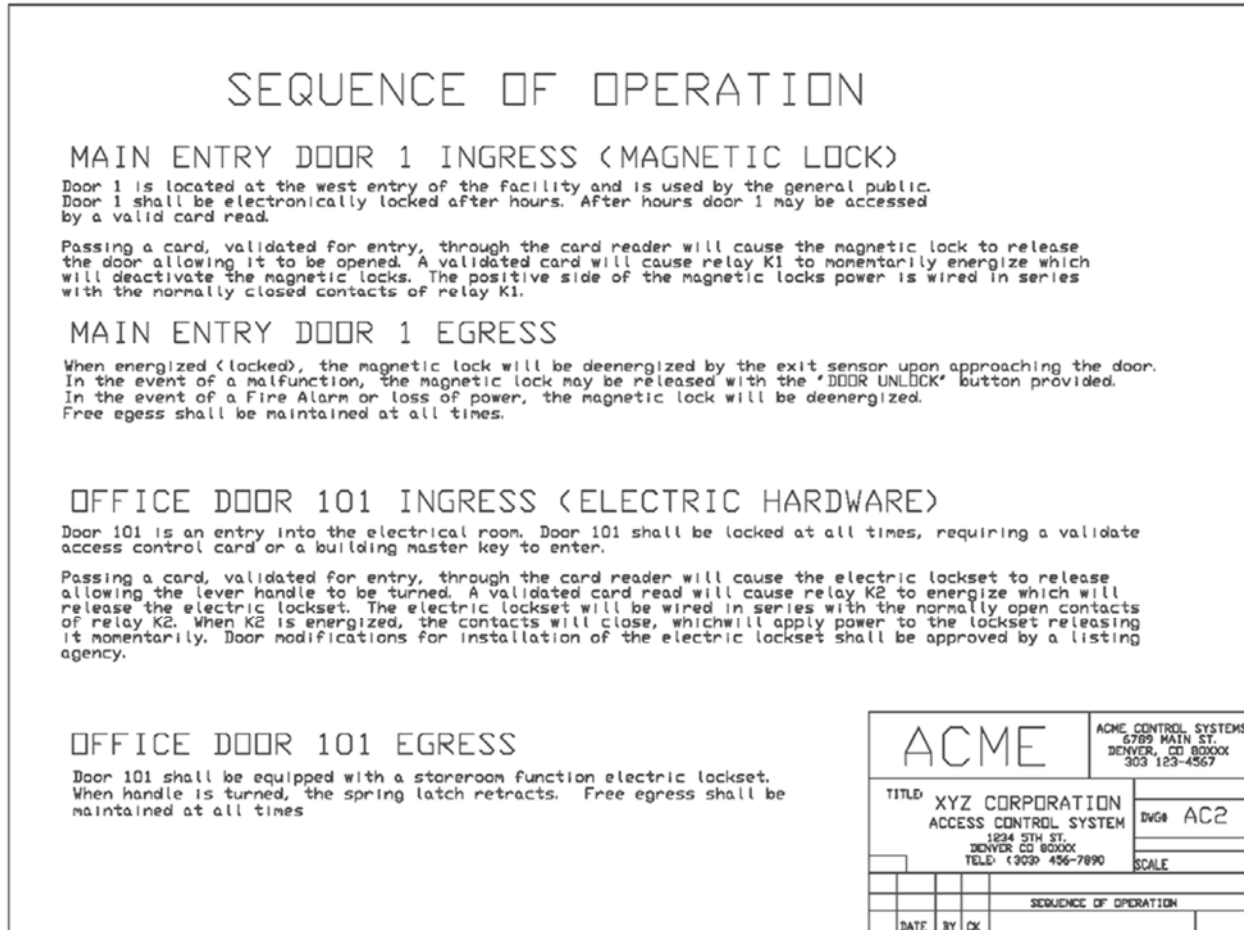 SEQUENCE OF OPERATION
MAIN ENTRY DOOR 1 INGRESS (MAGNETIC LOCK)
Door 1 is located at the west entry of the facility and is used by the general public.
Door 1 shall be electronically locked after hours. After hours door 1 may be accessed
by a valid card read.
Passing a card, validated for entry, through the card reader will cause the magnetic lock to release
the door allowing it to be opened. A validated card will cause relay K1 to momemtarily energize which
will deactivate the magnetic locks. The positive side of the magnetic locks power is wired in series
with the normally closed contacts of relay K1.
MAIN ENTRY DOOR 1 EGRESS
When energized (locked), the magnetic lock will be deenergized by the exit sensor upon approaching the door.
In the event of a malfunction, the magnetic lock may be released with the "DOOR UNLOCK" button provided.
In the event of a Fire Alarm or loss of power, the magnetic lock will be deenergized.
Free egess shall be maintained at all times.
OFFICE DOOR 101 INGRESS (ELECTRIC HARDWARE)
Door 101 is an entry into the electrical room. Door 101 shall be locked at all times, requiring a validate
access control card or a building master key to enter.
Passing a card, validated for entry, through the card reader will cause the electric lockset to release
allowing the lever handle to be turned. A validated card read will cause relay K2 to energize which will
release the electric lockset. The electric lockset will be wired in series with the normally open contacts
of relay K2. When K2 is energized, the contacts will close, whichwill apply power to the lockset releasing
it momentarily. Door modifications for installation of the electric lockset shall be approved by a listing
agency.
OFFICE DOOR 101 EGRESS
Door 101 shall be equipped with a storeroom function electric lockset.
When handle is turned, the spring latch retracts. Free egress shall be
maintained at all times
ACME
ACME CONTROL SYSTEMS
6789 MAIN ST.
DENVER, CO 80XXX
303 123-4567
TITLE:
XYZ CORPORATION
ACCESS CONTROL SYSTEM
1234 5TH ST.
DENVER CO 80XXX
TELE: (303) 456-7890
DWG# AC2
SCALE
SEQUENCE OF OPERATION
DATE BY CK